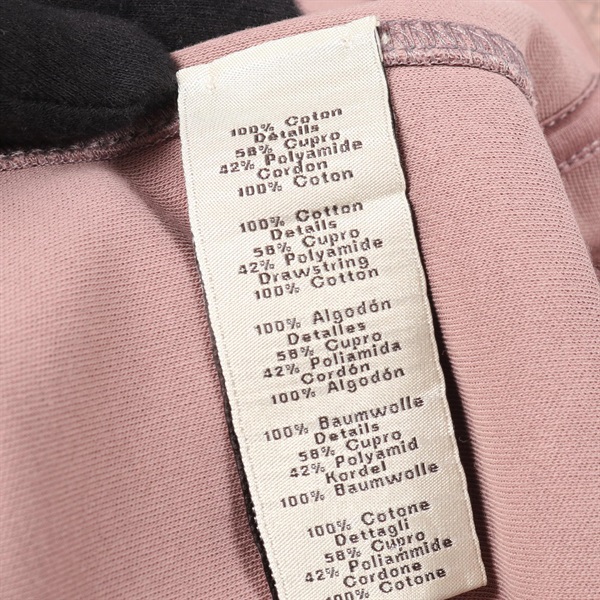 100% Coton
Détails
58% Cupro
42% Polyamide
Cordon
100% Coton
100% Cotton
Details
58% Cupro
42% Polyamide
Drawstring
100% Cotton
100% Algodón
Detalles
58% Cupro
42% Poliamida
Cordón
100% Algodón
100% Baumwolle
Details
58% Cupro
42% Polyamid
Kordel
100% Baumwolle
100% Cotone
Dettagli
58% Cupro
42% Poliammide
Cordone
100% Cotone